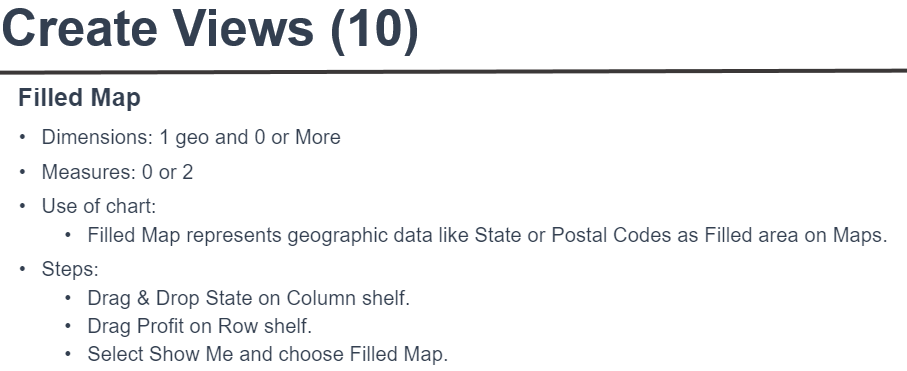 Create Views (10)
Filled Map
• Dimensions: 1 geo and 0 or More
• Measures: 0 or 2
• Use of chart:
• Filled Map represents geographic data like State or Postal Codes as Filled area on Maps.
• Steps:
• Drag & Drop State on Column shelf.
• Drag Profit on Row shelf.
• Select Show Me and choose Filled Map.